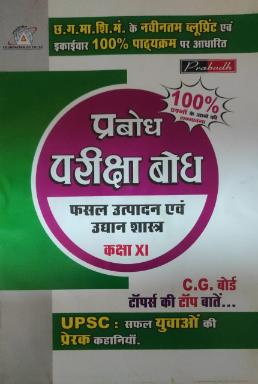 छ.ग.मा.शि.मं. के नवीनतम ब्लूप्रिंट एवं
इकाईवार 100% पाठ्यक्रम पर आधारित
Prabodh
100%
प्रबोध
परीक्षा बोध
फसल उत्पादन एवं
उद्यान शास्त्र
कक्षा XI
C.G. बोर्ड
टॉपर्स की टॉप बातें...
UPSC : सफल युवाओं की
प्रेरक कहानियाँ.